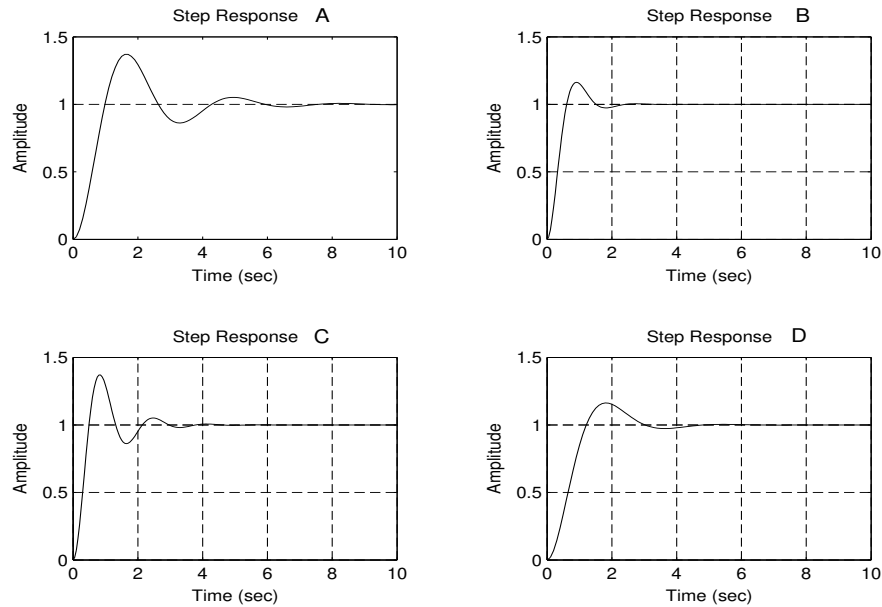 Step Response A
1.5
1
0.5
0
Amplitude
0 2 4 6 8 10
Time (sec)
Step Response B
1.5
1
0.5
0
Amplitude
0 2 4 6 8 10
Time (sec)
Step Response C
1.5
1
0.5
0
Amplitude
0 2 4 6 8 10
Time (sec)
Step Response D
1.5
1
0.5
0
Amplitude
0 2 4 6 8 10
Time (sec)